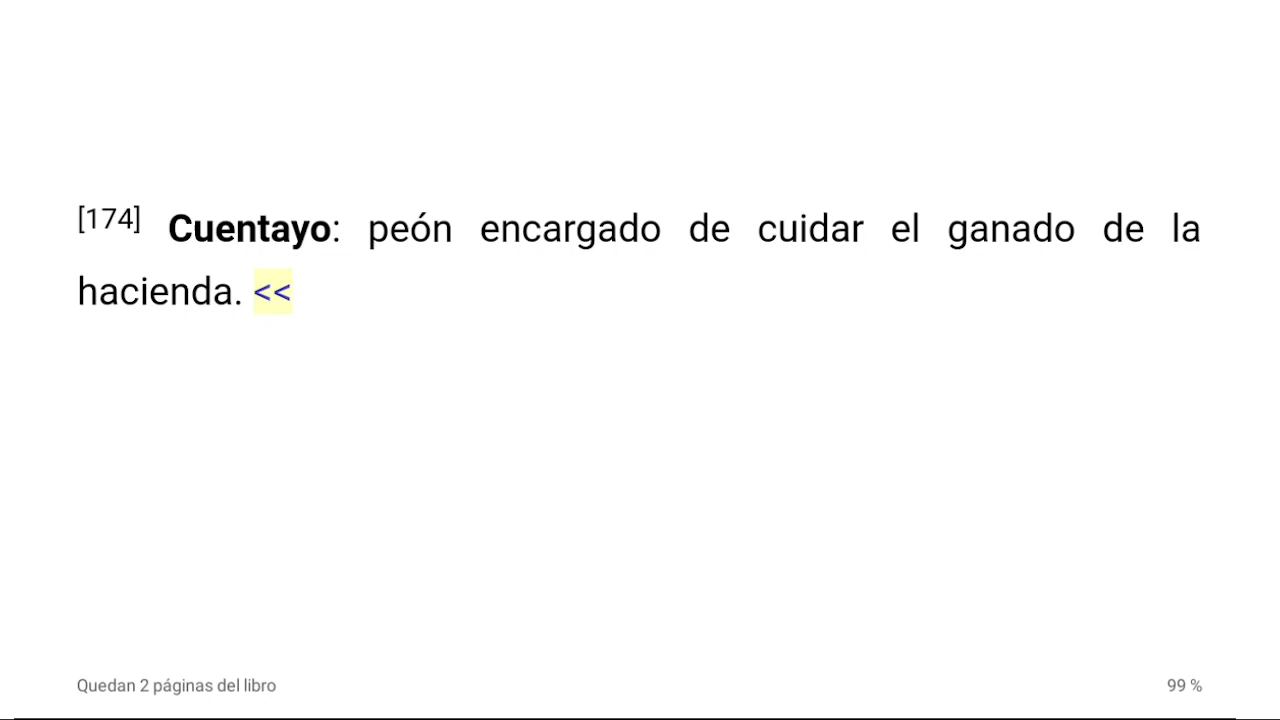 [174] Cuentayo: peón encargado de cuidar el ganado de la
hacienda. <<
Quedan 2 páginas del libro
99 %